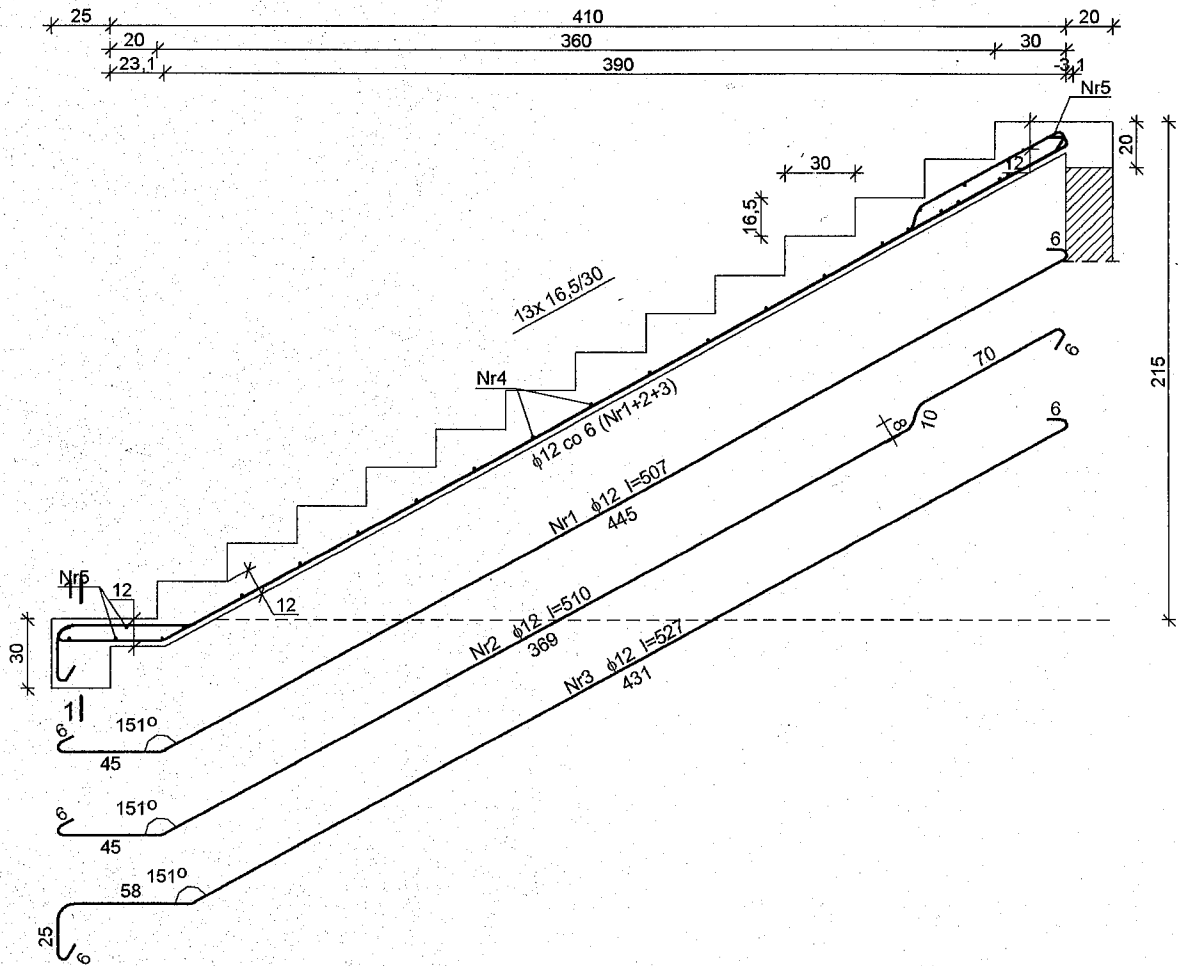 25 410 20
20 360 30
23,1 390 -3,1
Nr5
20
12
30
16,5
6
13x 16,5/30
215
Nr4
ϕ12 co 6 (Nr1+2+3)
70
6
8
10
6
Nr1 ϕ12 l=507
445
Nr5
1
12
12
30
Nr2 ϕ12 l=510
369
Nr3 ϕ12 l=527
431
1
6
151°
45
6
151°
45
151°
58
25
6